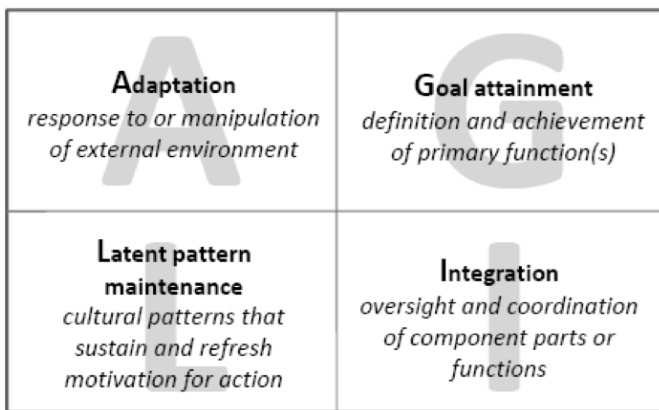 A
Adaptation
response to or manipulation
of external environment
G
Goal attainment
definition and achievement
of primary function(s)
L
Latent pattern
maintenance
cultural patterns that
sustain and refresh
motivation for action
I
Integration
oversight and coordination
of component parts or
functions